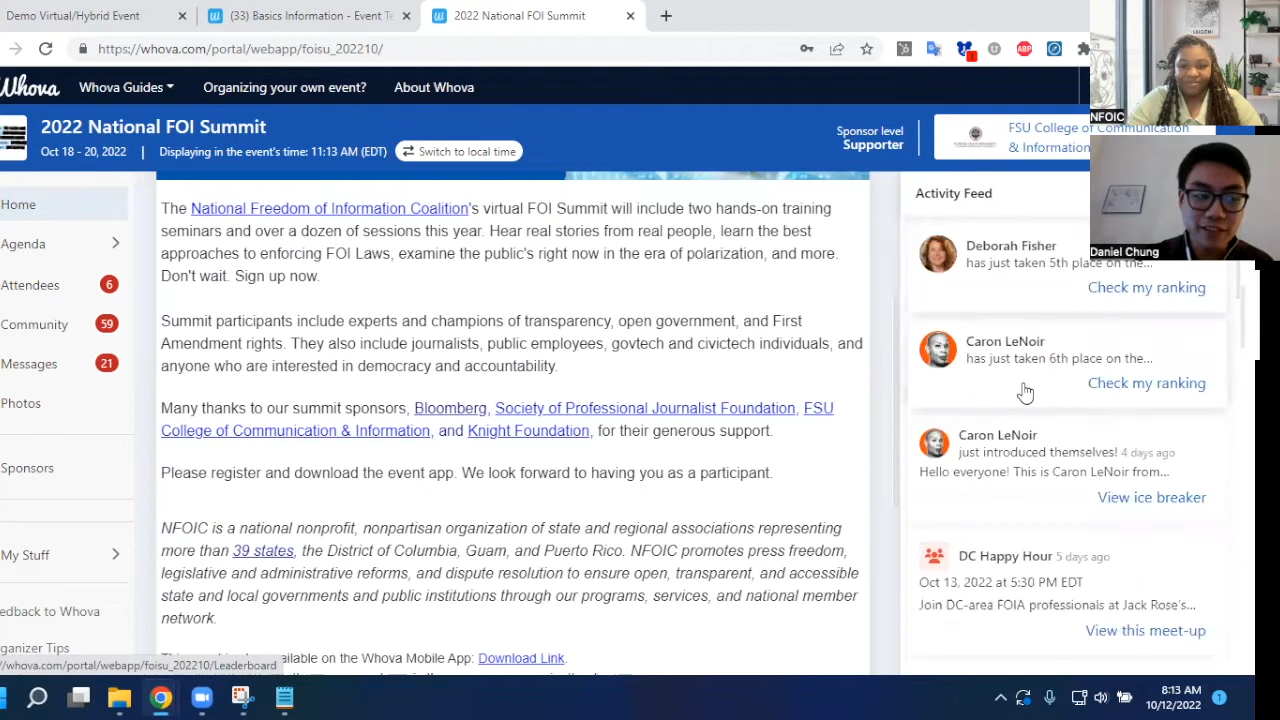 Demo Virtual/Hybrid Event
(33) Basics Information - Event Te
2022 National FOI Summit
https://whova.com/portal/webapp/foisu_202210/
ABP
1
Whova
Whova Guides
Organizing your own event?
About Whova
2022 National FOI Summit
Oct 18 - 20, 2022 | Displaying in the event's time: 11:13 AM (EDT)
Switch to local time
Sponsor level
Supporter
FSU College of Communication
& Information
NFOIC
Daniel Chung
Home
Agenda
Attendees 6
Community 59
Messages 21
Photos
Sponsors
My Stuff
eedback to Whova
rganizer Tips
The National Freedom of Information Coalition's virtual FOI Summit will include two hands-on training
seminars and over a dozen of sessions this year. Hear real stories from real people, learn the best
approaches to enforcing FOI Laws, examine the public's right now in the era of polarization, and more.
Don't wait. Sign up now.
Summit participants include experts and champions of transparency, open government, and First
Amendment rights. They also include journalists, public employees, govtech and civictech individuals, and
anyone who are interested in democracy and accountability.
Many thanks to our summit sponsors, Bloomberg, Society of Professional Journalist Foundation, FSU
College of Communication & Information, and Knight Foundation, for their generous support.
Please register and download the event app. We look forward to having you as a participant.
NFOIC is a national nonprofit, nonpartisan organization of state and regional associations representing
more than 39 states, the District of Columbia, Guam, and Puerto Rico. NFOIC promotes press freedom,
legislative and administrative reforms, and dispute resolution to ensure open, transparent, and accessible
state and local governments and public institutions through our programs, services, and national member
network.
available on the Whova Mobile App: Download Link.
Activity Feed
Deborah Fisher
has just taken 5th place on the...
Check my ranking
Caron LeNoir
has just taken 6th place on the...
Check my ranking
Caron LeNoir
just introduced themselves! 4 days ago
Hello everyone! This is Caron LeNoir from...
View ice breaker
DC Happy Hour 5 days ago
Oct 13, 2022 at 5:30 PM EDT
Join DC-area FOIA professionals at Jack Rose's...
View this meet-up
//whova.com/portal/webapp/foisu_202210/Leaderboard
8:13 AM
10/12/2022
1